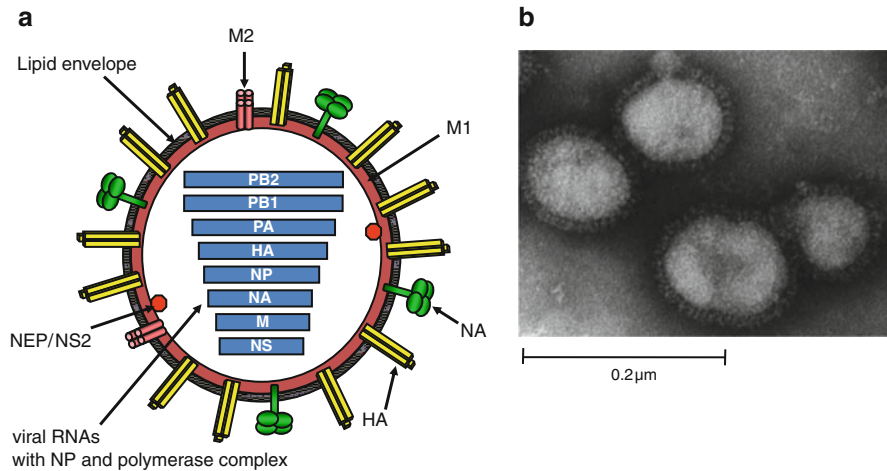 a
M2
Lipid envelope
M1
PB2
PB1
PA
HA
NP
NA
M
NS
NEP/NS2
NA
HA
viral RNAs
with NP and polymerase complex
b
0.2µm